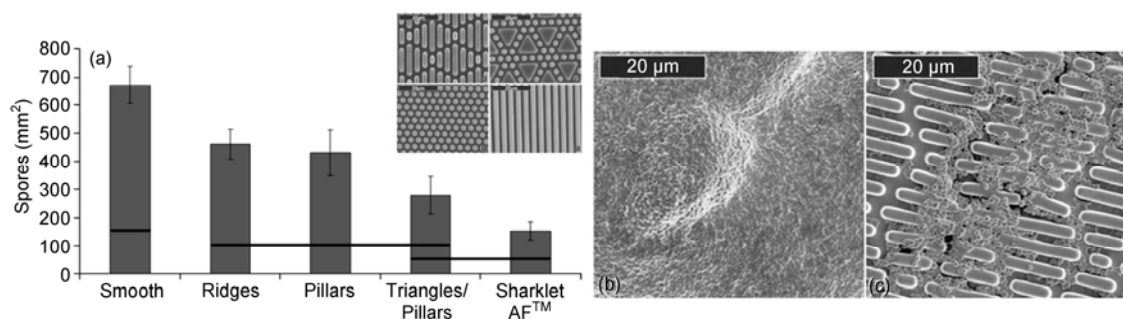 (a)
Spores (mm²)
800
700
600
500
400
300
200
100
0
Smooth
Ridges
Pillars
Triangles/
Pillars
Sharklet
AF™
20 µm
(b)
20 µm
(c)